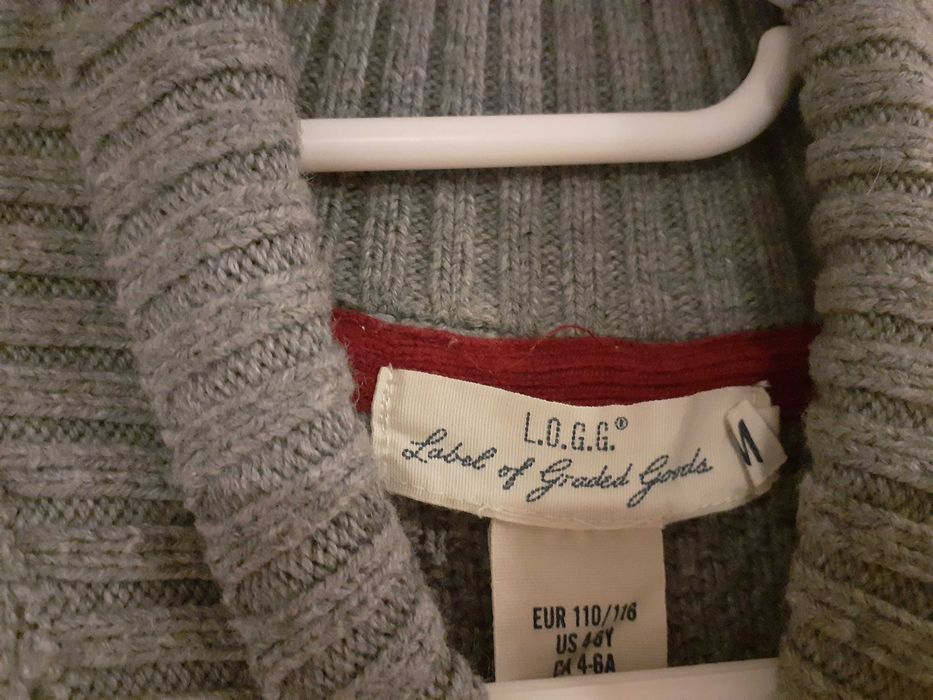 L.O.G.G.®
Label of Graded Goods
EUR 110/116
US 4-6Y
CA 4-6A